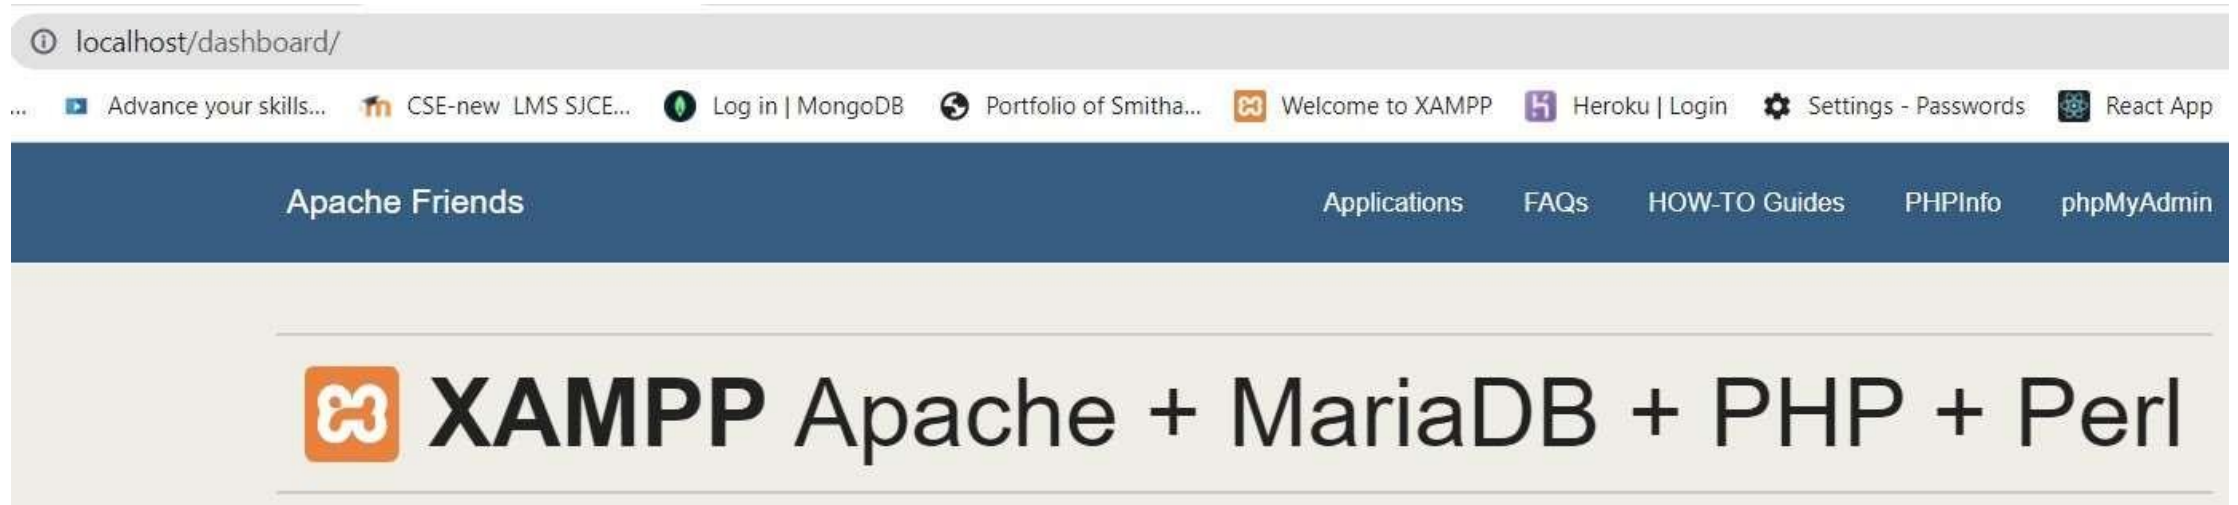 localhost/dashboard/
... Advance your skills... CSE-new LMS SJCE... Log in | MongoDB Portfolio of Smitha... Welcome to XAMPP Heroku | Login Settings - Passwords React App
Apache Friends Applications FAQs HOW-TO Guides PHPInfo phpMyAdmin
XAMPP Apache + MariaDB + PHP + Perl